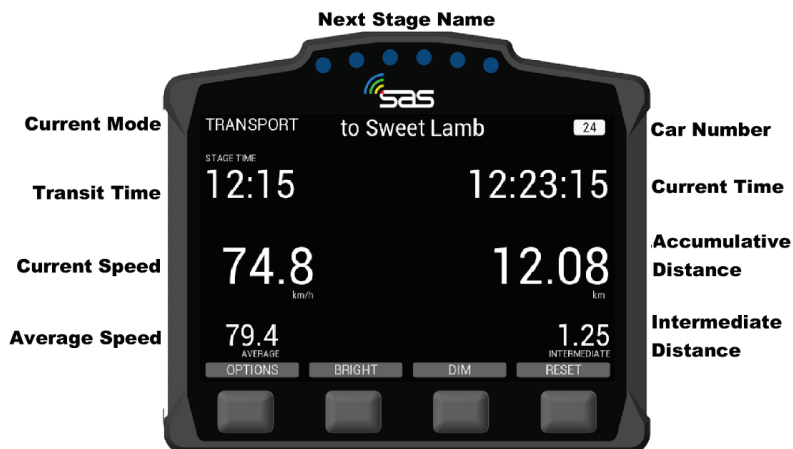 Next Stage Name
sas
Current Mode
TRANSPORT
to Sweet Lamb
24
Car Number
STAGE TIME
Transit Time
12:15
12:23:15
Current Time
Current Speed
74.8
km/h
12.08
km
Accumulative
Distance
Average Speed
79.4
AVERAGE
1.25
INTERMEDIATE
Intermediate
Distance
OPTIONS
BRIGHT
DIM
RESET